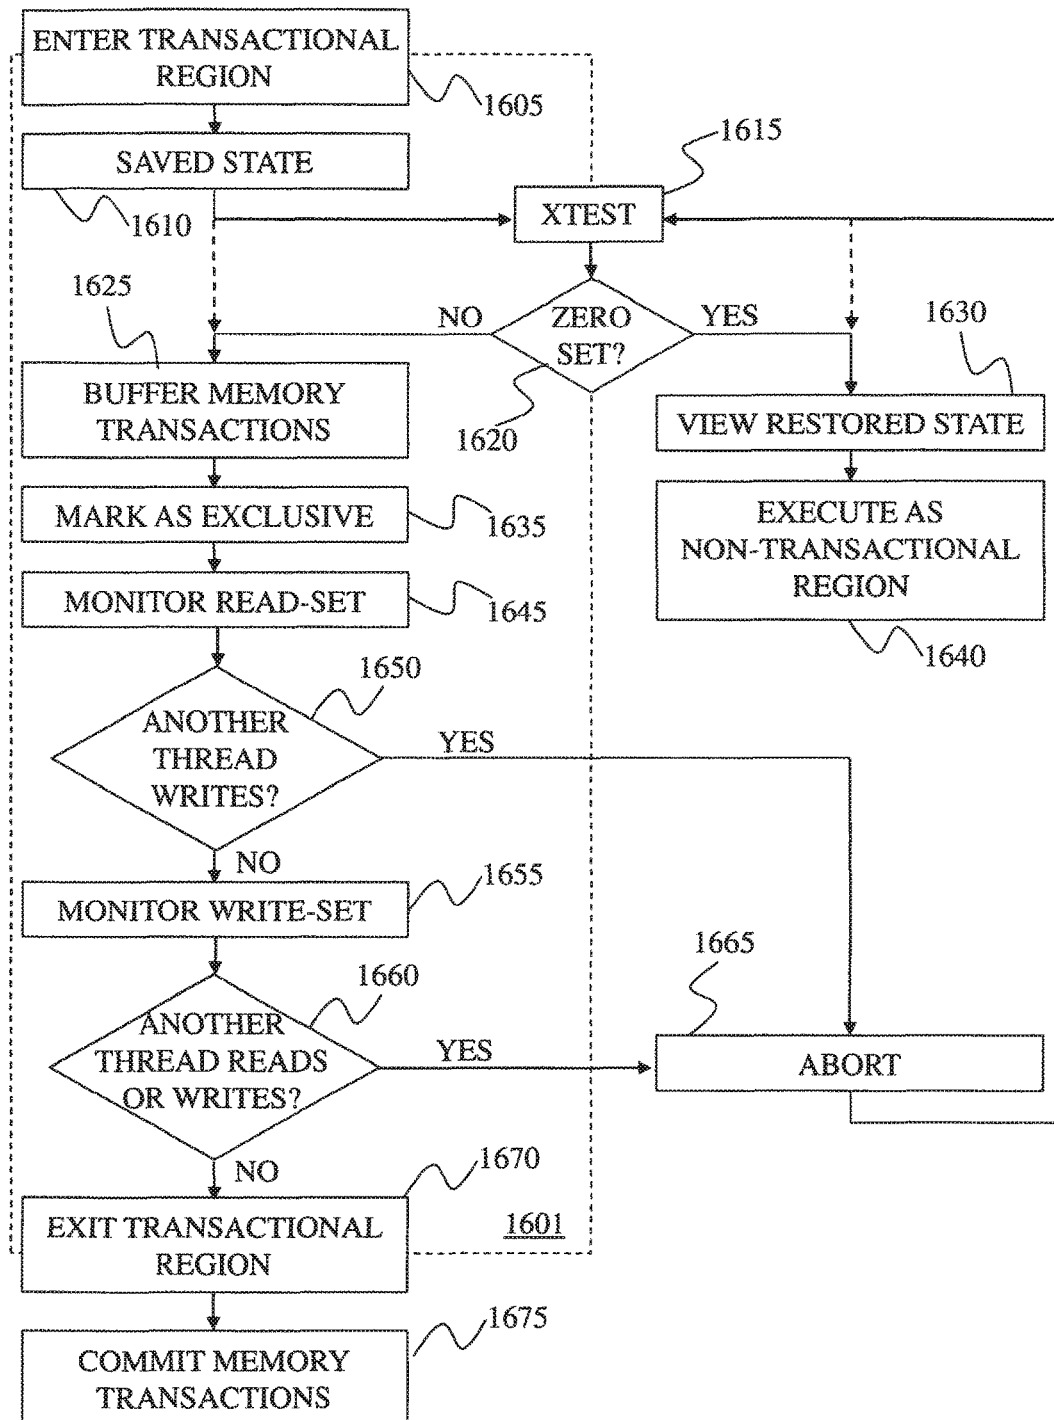 ENTER TRANSACTIONAL
REGION
1605
SAVED STATE
1610
1615
XTEST
1625
NO
ZERO
SET?
YES
1620
1630
BUFFER MEMORY
TRANSACTIONS
VIEW RESTORED STATE
MARK AS EXCLUSIVE
1635
EXECUTE AS
NON-TRANSACTIONAL
REGION
1640
MONITOR READ-SET
1645
1650
ANOTHER
THREAD
WRITES?
YES
NO
1655
MONITOR WRITE-SET
1660
1665
ANOTHER
THREAD READS
OR WRITES?
YES
ABORT
NO
1670
EXIT TRANSACTIONAL
REGION
1601
1675
COMMIT MEMORY
TRANSACTIONS